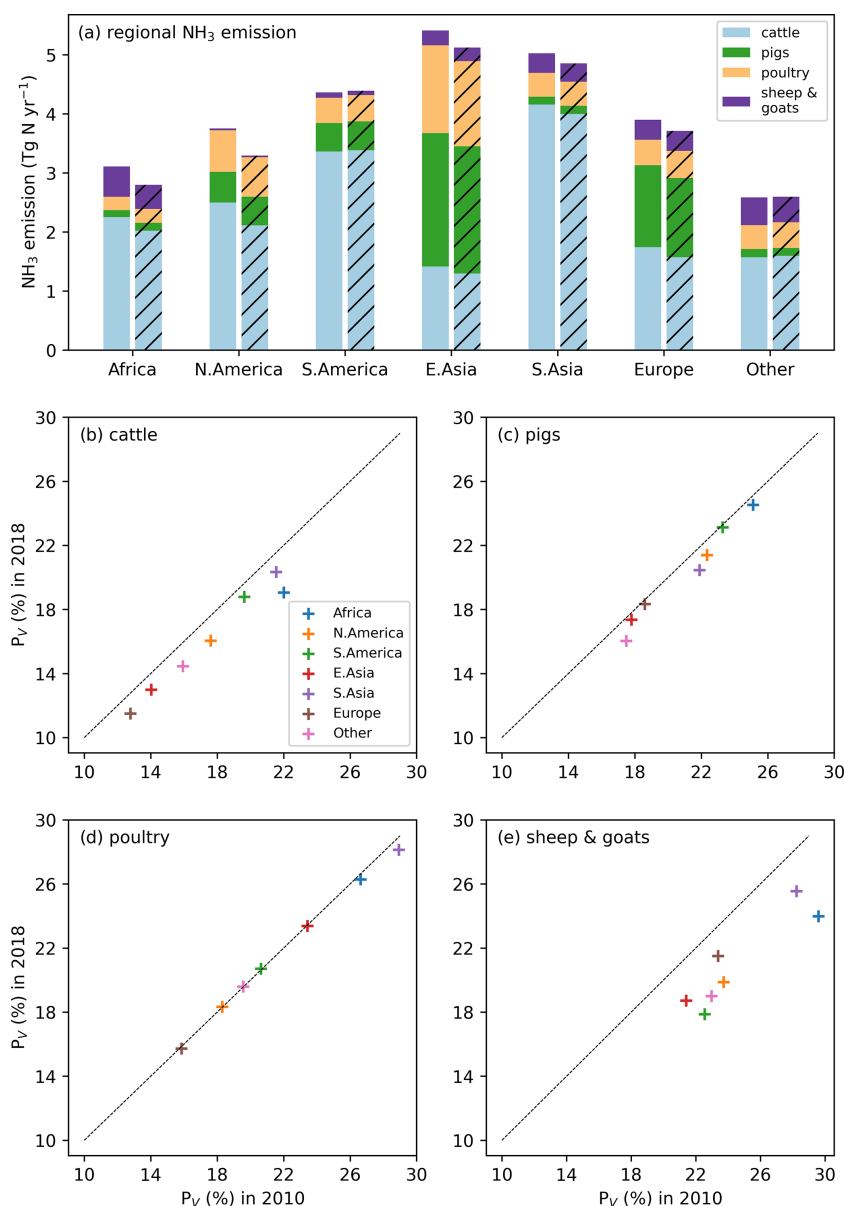 (a) regional NH₃ emission
cattle
pigs
poultry
sheep &
goats
NH₃ emission (Tg N yr⁻¹)
5
4
3
2
1
0
Africa N.America S.America E.Asia S.Asia Europe Other
(b) cattle
P_V (%) in 2018
30
26
22
18
14
10
Africa
N.America
S.America
E.Asia
S.Asia
Europe
Other
10 14 18 22 26 30
(c) pigs
30
26
22
18
14
10
10 14 18 22 26 30
(d) poultry
P_V (%) in 2018
30
26
22
18
14
10
10 14 18 22 26 30
P_V (%) in 2010
(e) sheep & goats
30
26
22
18
14
10
10 14 18 22 26 30
P_V (%) in 2010